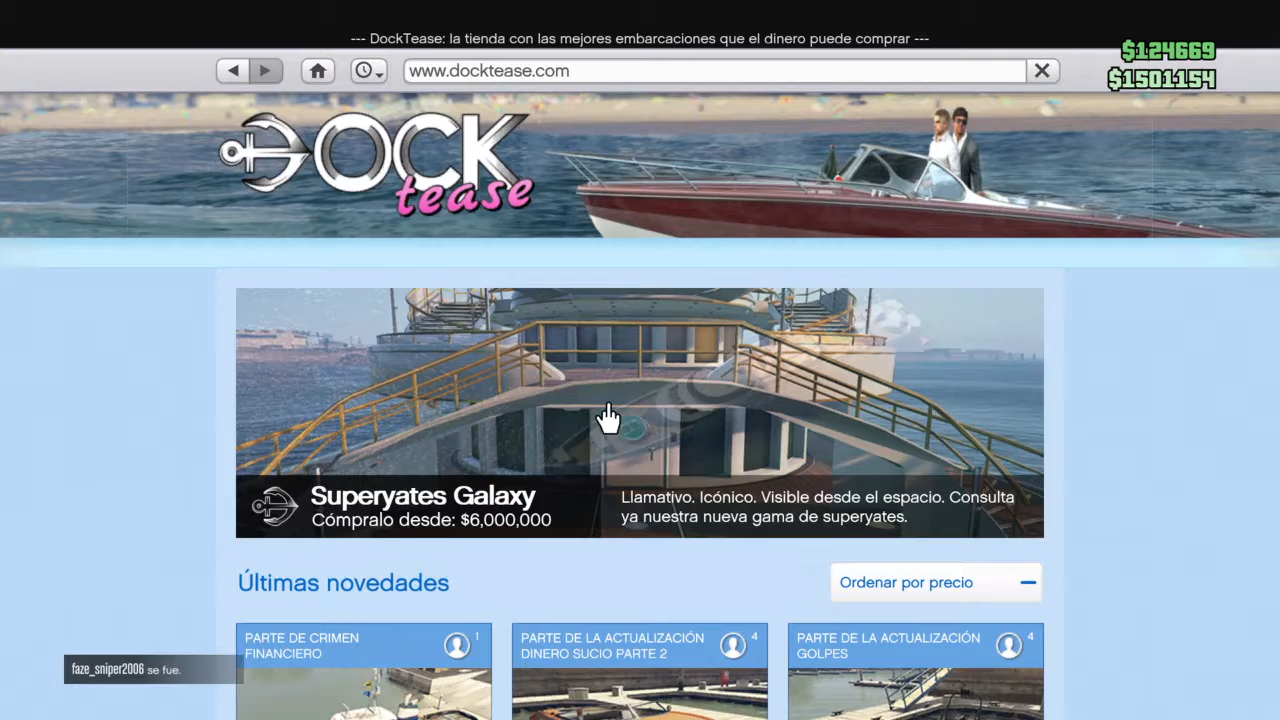 --- DockTease: la tienda con las mejores embarcaciones que el dinero puede comprar ---
$124669
www.docktease.com
$1501154
DOCK
tease
Superyates Galaxy
Cómpralo desde: $6,000,000
Llamativo. Icónico. Visible desde el espacio. Consulta
ya nuestra nueva gama de superyates.
Últimas novedades
Ordenar por precio
PARTE DE CRIMEN
FINANCIERO
1
PARTE DE LA ACTUALIZACIÓN
DINERO SUCIO PARTE 2
4
PARTE DE LA ACTUALIZACIÓN
GOLPES
4
faze_sniper2006 se fue.